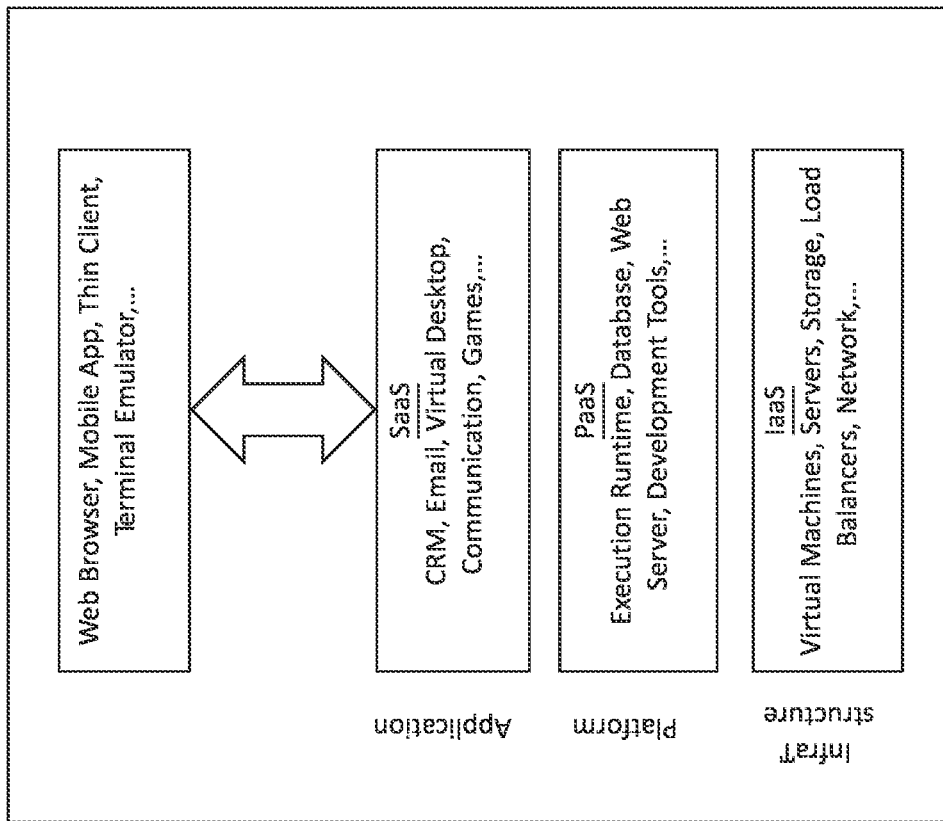 Web Browser, Mobile App, Thin Client,
Terminal Emulator,...
SaaS
CRM, Email, Virtual Desktop,
Communication, Games,...
Application
PaaS
Execution Runtime, Database, Web
Server, Development Tools,...
Platform
IaaS
Virtual Machines, Servers, Storage, Load
Balancers, Network,...
InfraT
structure